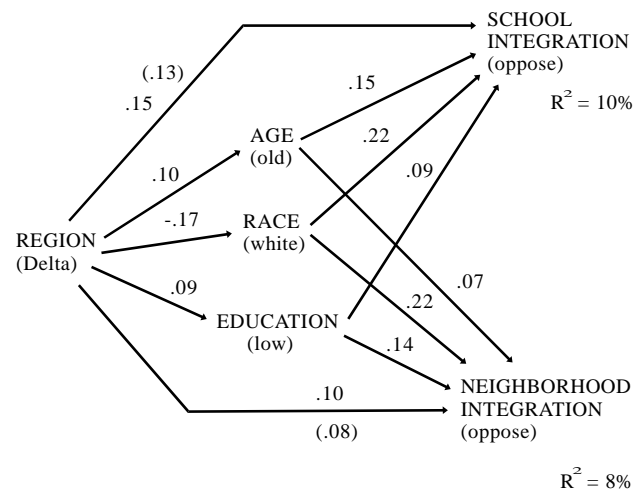 SCHOOL
INTEGRATION
(oppose)
R² = 10%
(.13)
.15
.15
AGE
(old)
.22
.10
.09
-.17
RACE
(white)
REGION
(Delta)
.09
.07
.22
EDUCATION
(low)
.14
NEIGHBORHOOD
INTEGRATION
(oppose)
.10
(.08)
R² = 8%